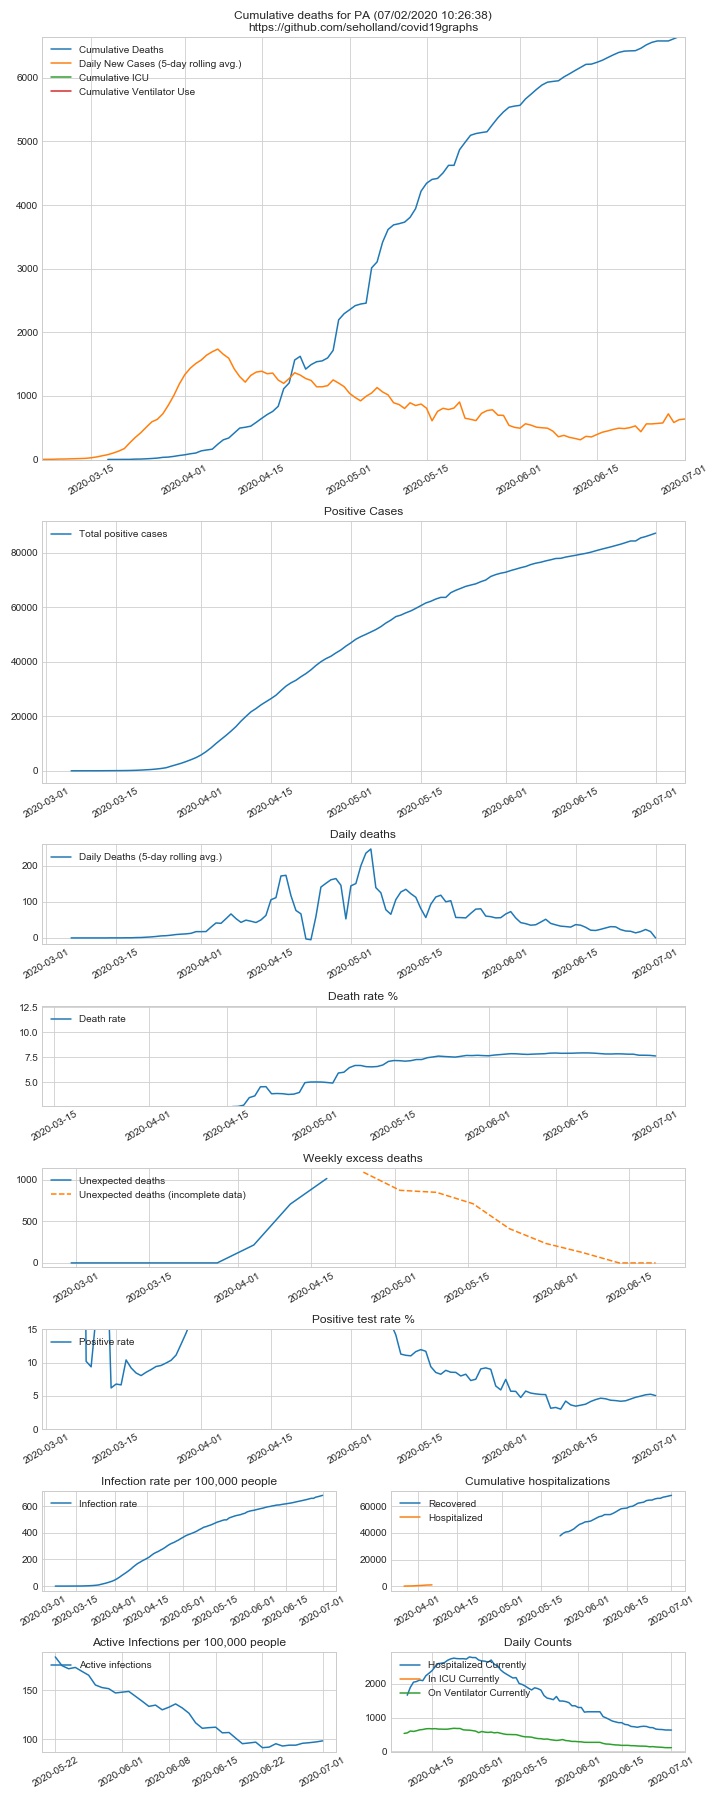 Cumulative deaths for PA (07/02/2020 10:26:38)
https://github.com/seholland/covid19graphs
Cumulative Deaths
Daily New Cases (5-day rolling avg.)
Cumulative ICU
Cumulative Ventilator Use
6000
5000
4000
3000
2000
1000
0
2020-03-15 2020-04-01 2020-04-15 2020-05-01 2020-05-15 2020-06-01 2020-06-15 2020-07-01
Positive Cases
Total positive cases
80000
60000
40000
20000
0
2020-03-01 2020-03-15 2020-04-01 2020-04-15 2020-05-01 2020-05-15 2020-06-01 2020-06-15 2020-07-01
Daily deaths
Daily Deaths (5-day rolling avg.)
200
100
0
2020-03-01 2020-03-15 2020-04-01 2020-04-15 2020-05-01 2020-05-15 2020-06-01 2020-06-15 2020-07-01
Death rate %
Death rate
12.5
10.0
7.5
5.0
2020-03-15 2020-04-01 2020-04-15 2020-05-01 2020-05-15 2020-06-01 2020-06-15 2020-07-01
Weekly excess deaths
Unexpected deaths
Unexpected deaths (incomplete data)
1000
500
0
2020-03-01 2020-03-15 2020-04-01 2020-04-15 2020-05-01 2020-05-15 2020-06-01 2020-06-15
Positive test rate %
Positive rate
15
10
5
0
2020-03-01 2020-03-15 2020-04-01 2020-04-15 2020-05-01 2020-05-15 2020-06-01 2020-06-15 2020-07-01
Infection rate per 100,000 people
Infection rate
600
400
200
0
2020-03-01 2020-03-15 2020-04-01 2020-04-15 2020-05-01 2020-05-15 2020-06-01 2020-06-15 2020-07-01
Cumulative hospitalizations
Recovered
Hospitalized
60000
40000
20000
0
2020-04-01 2020-04-15 2020-05-01 2020-05-15 2020-06-01 2020-06-15 2020-07-01
Active Infections per 100,000 people
Active infections
150
100
2020-05-22 2020-06-01 2020-06-08 2020-06-15 2020-06-22 2020-07-01
Daily Counts
Hospitalized Currently
In ICU Currently
On Ventilator Currently
2000
1000
0
2020-04-15 2020-05-01 2020-05-15 2020-06-01 2020-06-15 2020-07-01